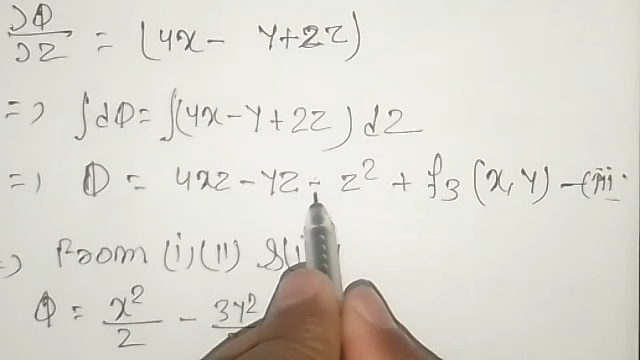 ∂Φ/∂z = (4x - y+2z)
=> ∫dΦ = ∫(4x-y+2z) dz
=> Φ = 4xz - yz - z² + f₃ (x, y) -(iii)
=> From (i) (ii) &(i
Φ = x²/2 - 3y²